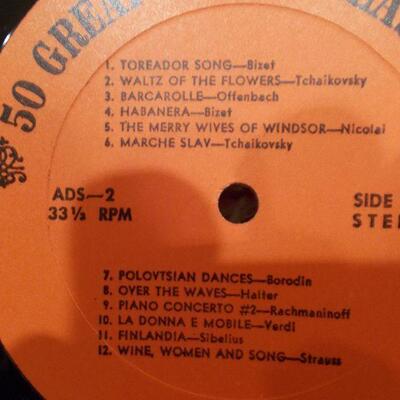 50 GREA
1. TOREADOR SONG—Bizet
2. WALTZ OF THE FLOWERS—Tchaikovsky
3. BARCAROLLE—Offenbach
4. HABANERA—Bizet
5. THE MERRY WIVES OF WINDSOR—Nicolai
6. MARCHE SLAV—Tchaikovsky
ADS—2
33⅓ RPM
SIDE
STE
7. POLOVTSIAN DANCES—Borodin
8. OVER THE WAVES—Halter
9. PIANO CONCERTO #2—Rachmaninoff
10. LA DONNA E MOBILE—Verdi
11. FINLANDIA—Sibelius
12. WINE, WOMEN AND SONG—Strauss